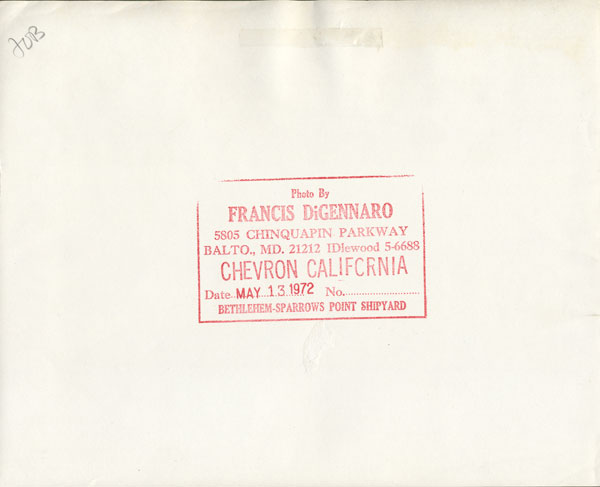 Photo By
FRANCIS DiGENNARO
5805 CHINQUAPIN PARKWAY
BALTO., MD. 21212 IDlewood 5-6688
CHEVRON CALIFCRNIA
Date MAY 13 1972 No.
BETHLEHEM-SPARROWS POINT SHIPYARD